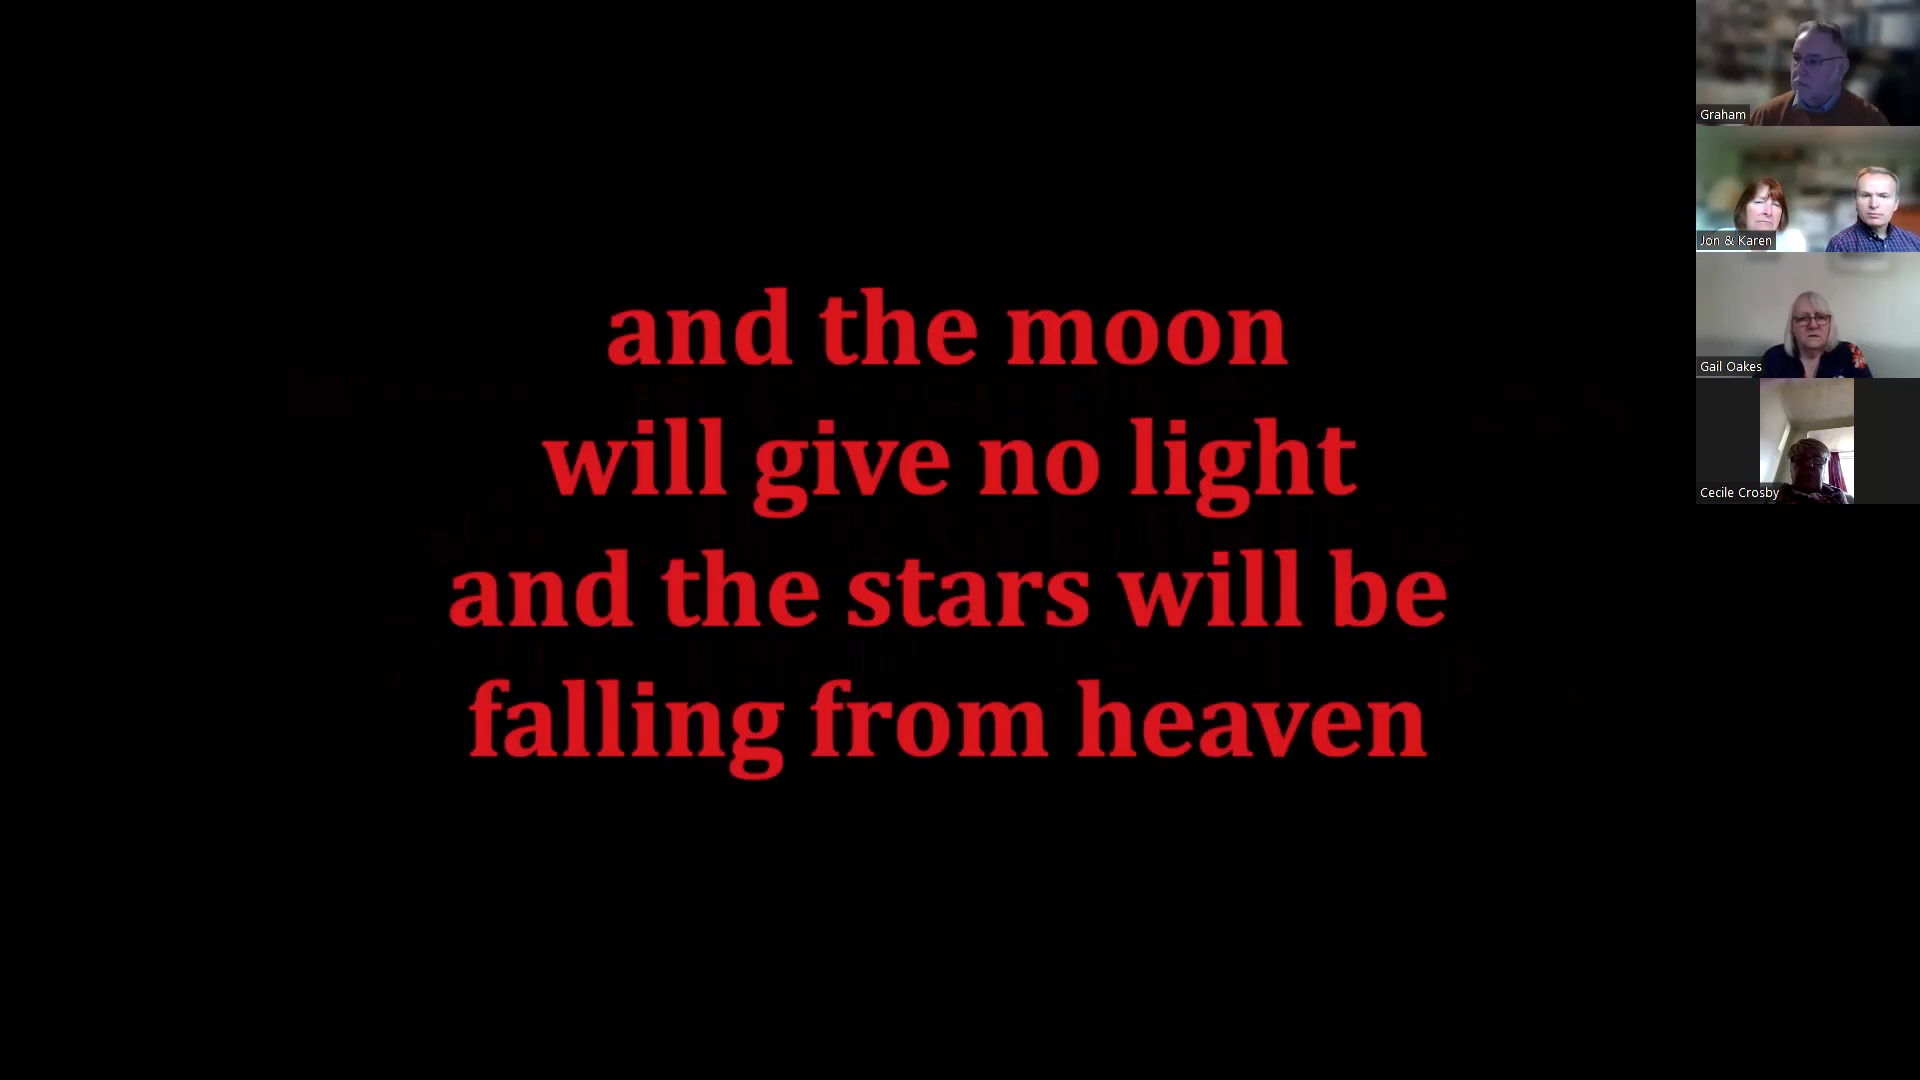 and the moon
will give no light
and the stars will be
falling from heaven
Graham
Jon & Karen
Gail Oakes
Cecile Crosby